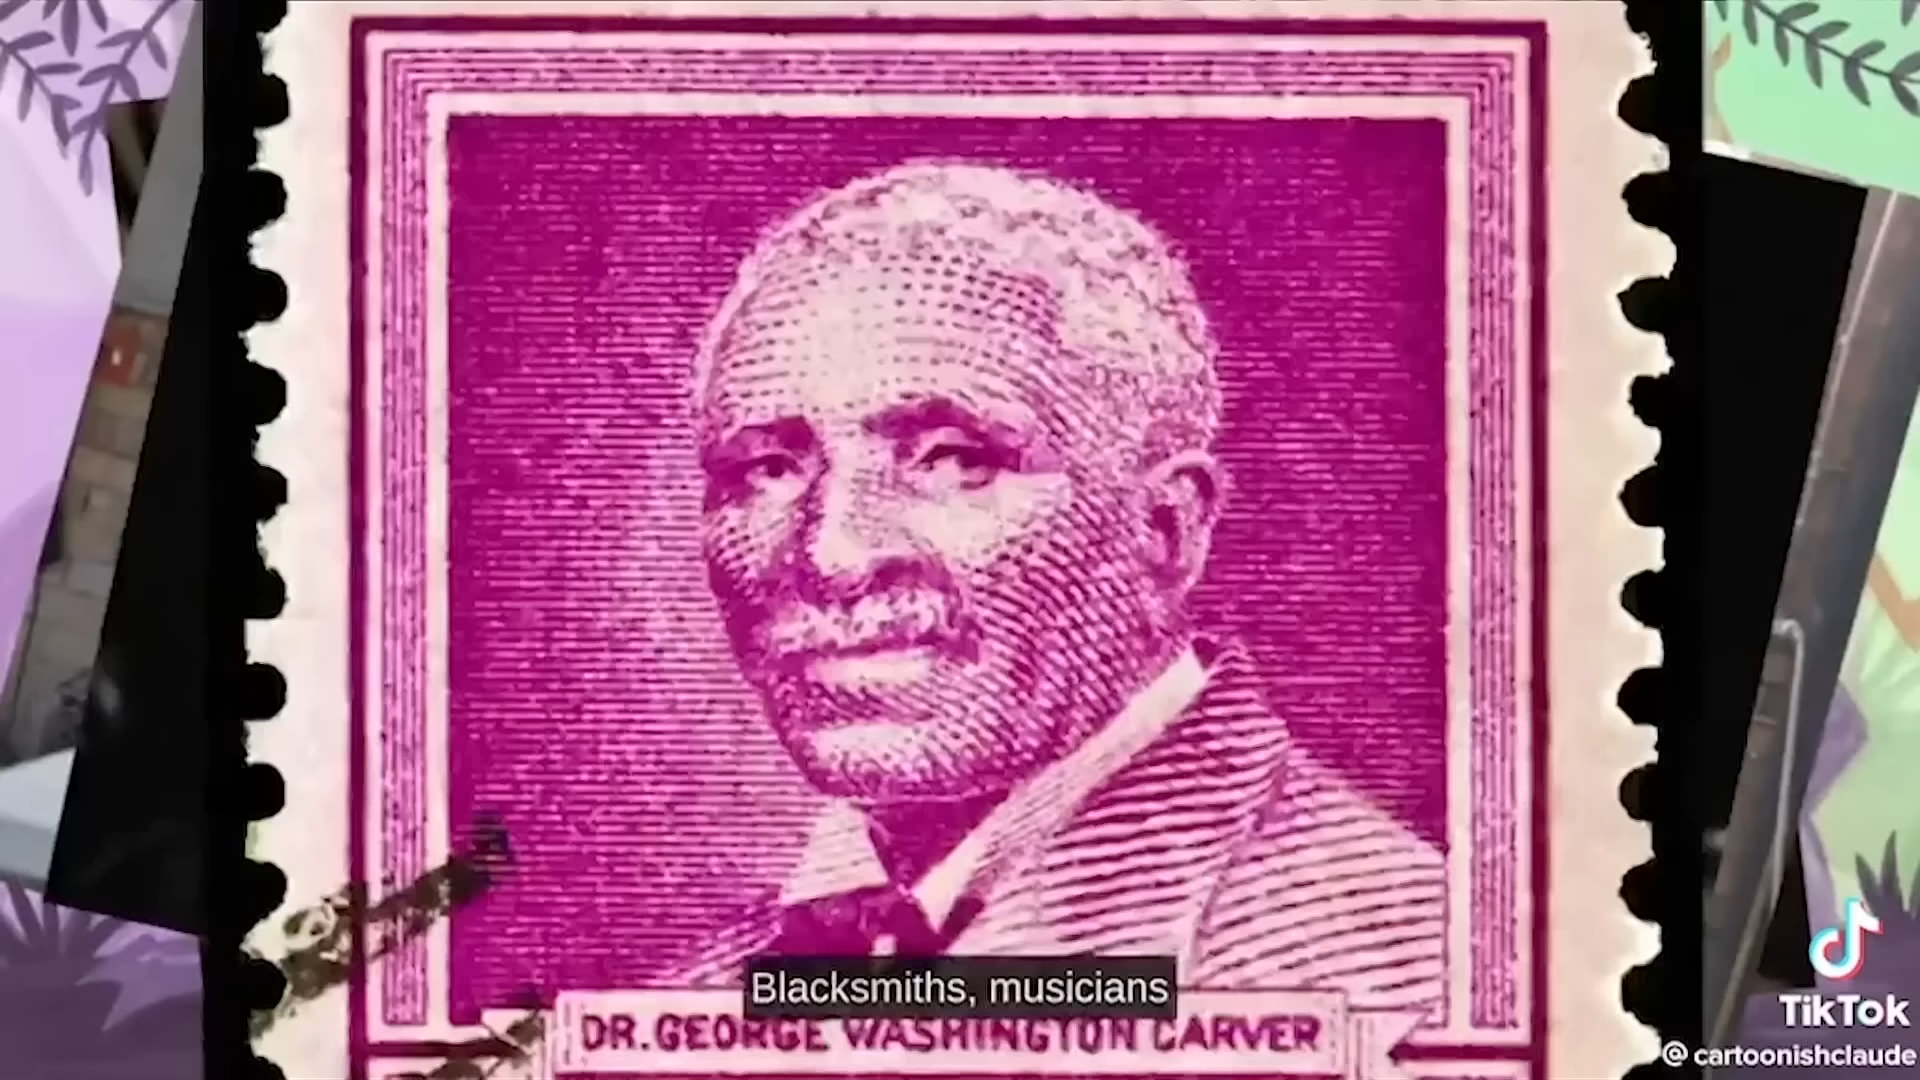 Blacksmiths, musicians
DR. GEORGE WASHINGTON CARVER
TikTok
@cartoonishclaude